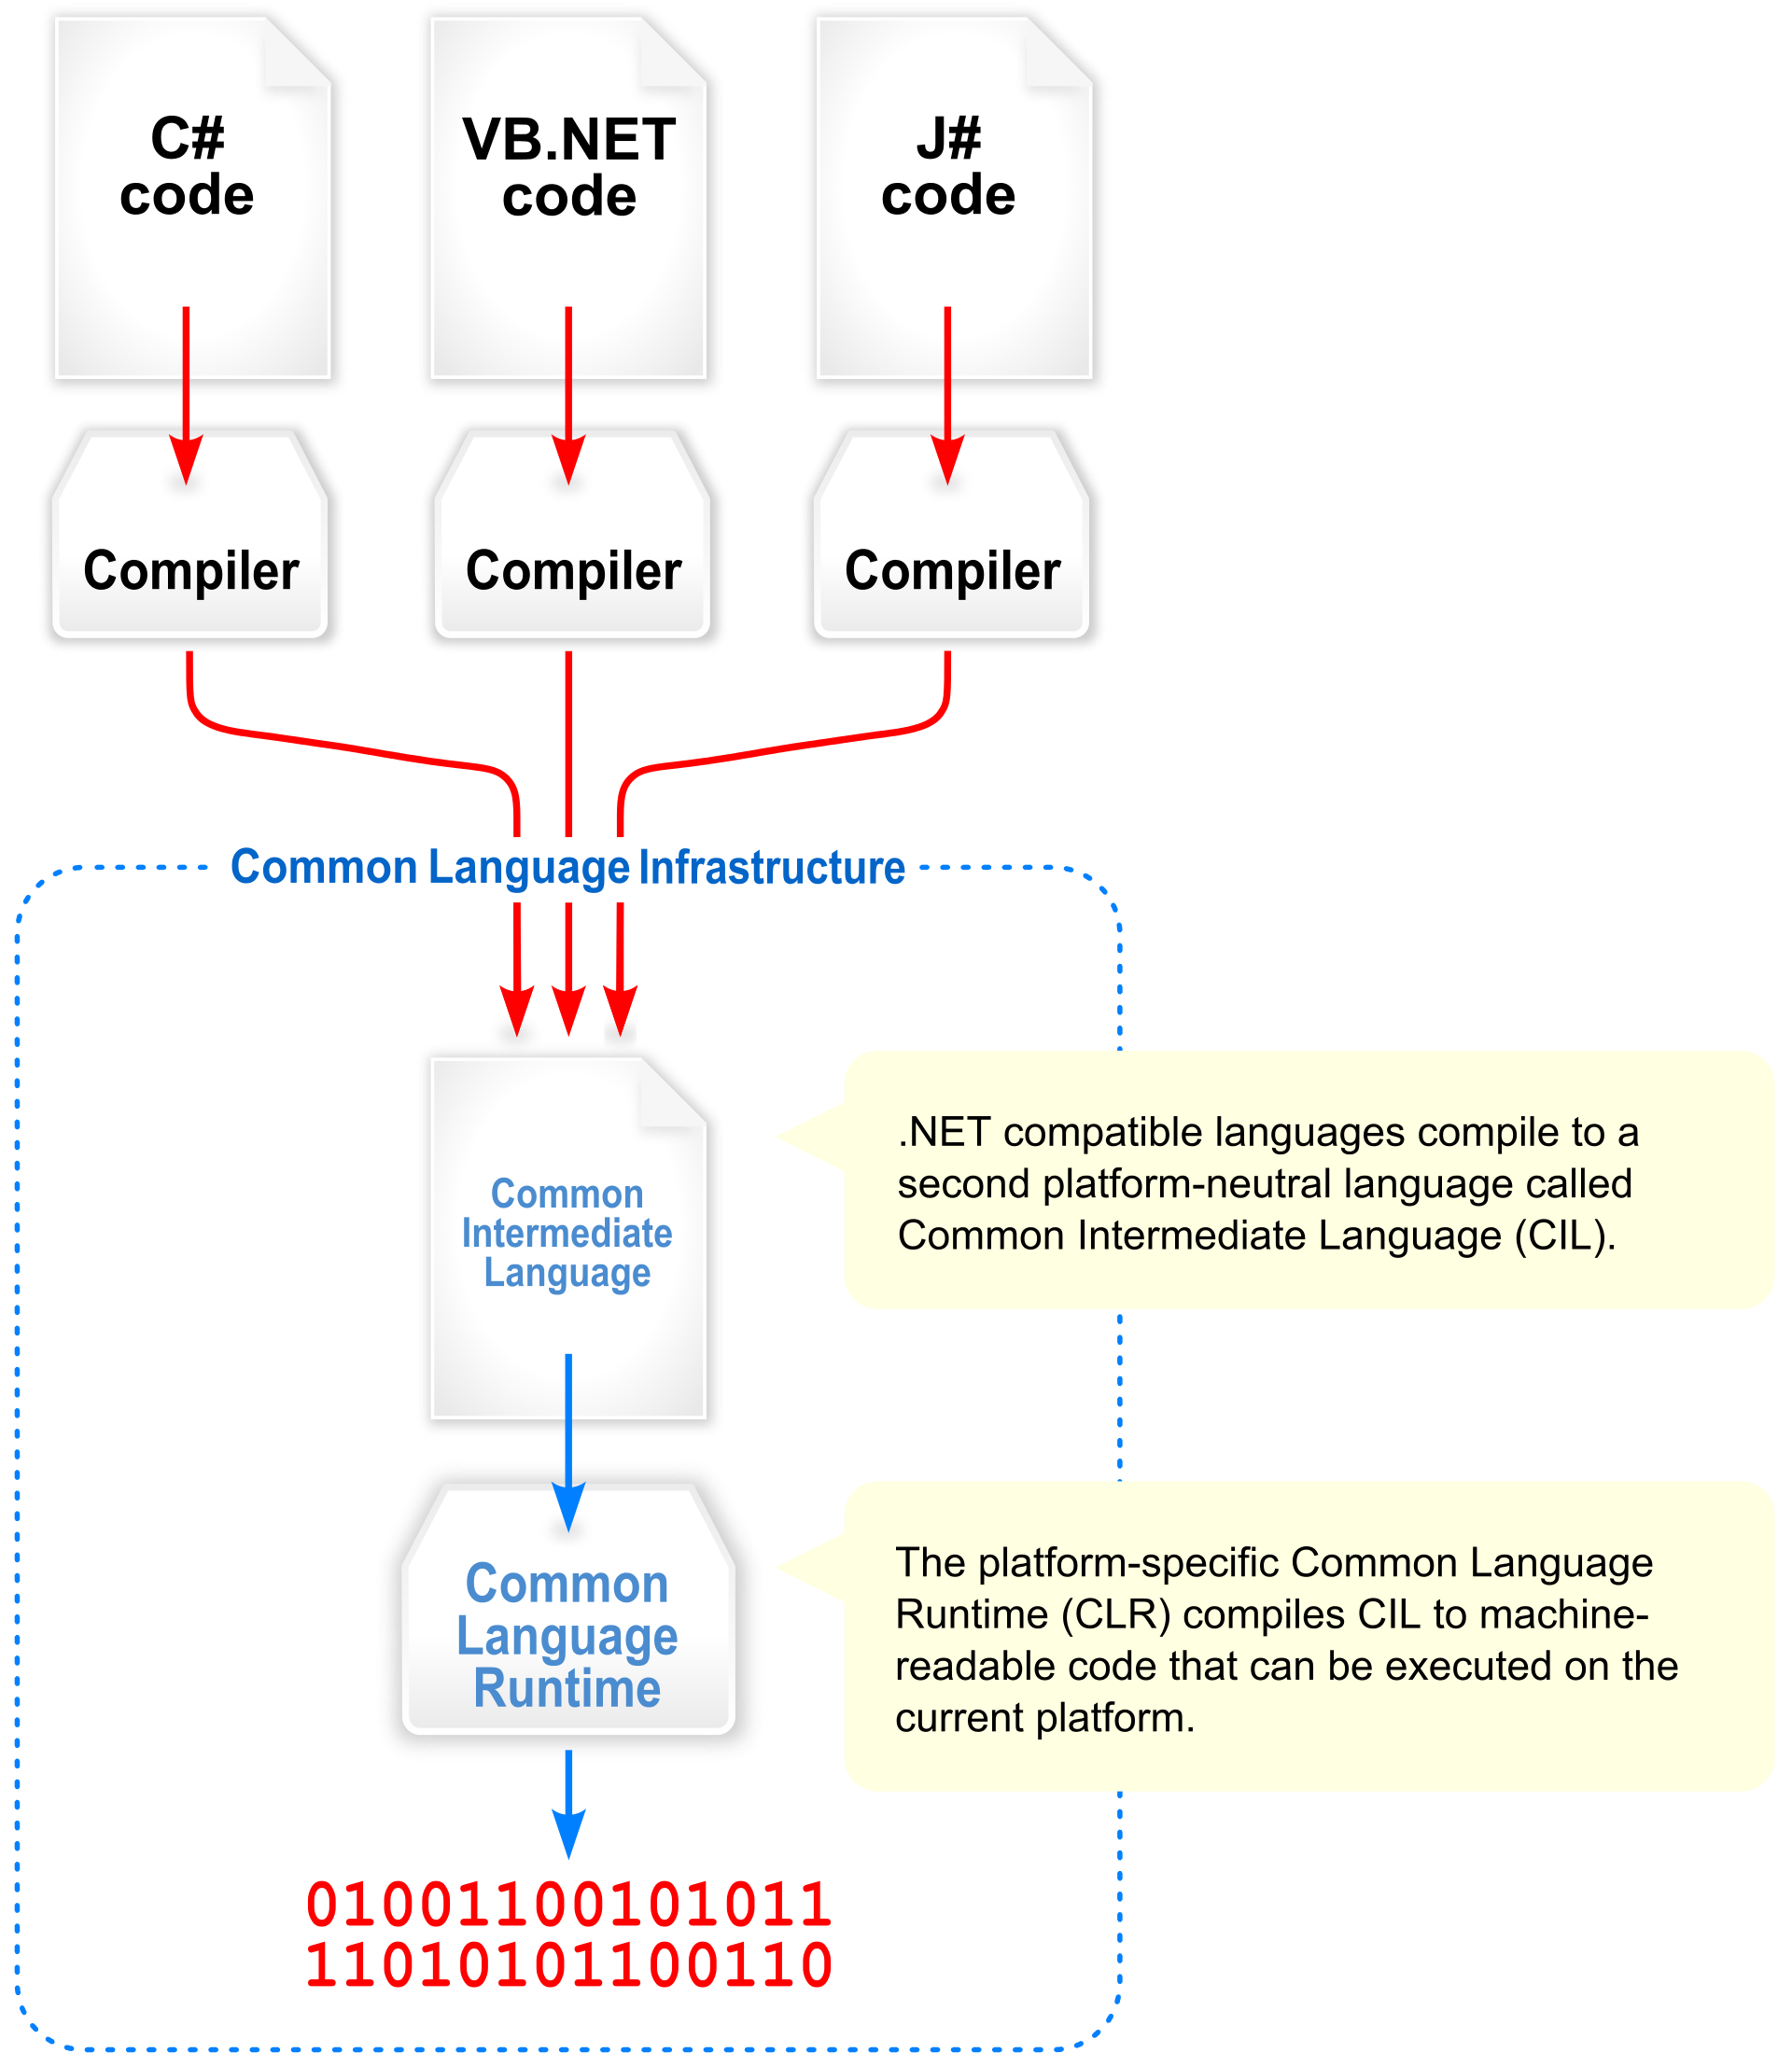 C#
code
VB.NET
code
J#
code
Compiler
Compiler
Compiler
Common Language Infrastructure
Common
Intermediate
Language
.NET compatible languages compile to a
second platform-neutral language called
Common Intermediate Language (CIL).
Common
Language
Runtime
The platform-specific Common Language
Runtime (CLR) compiles CIL to machine-
readable code that can be executed on the
current platform.
01001100101011
11010101100110